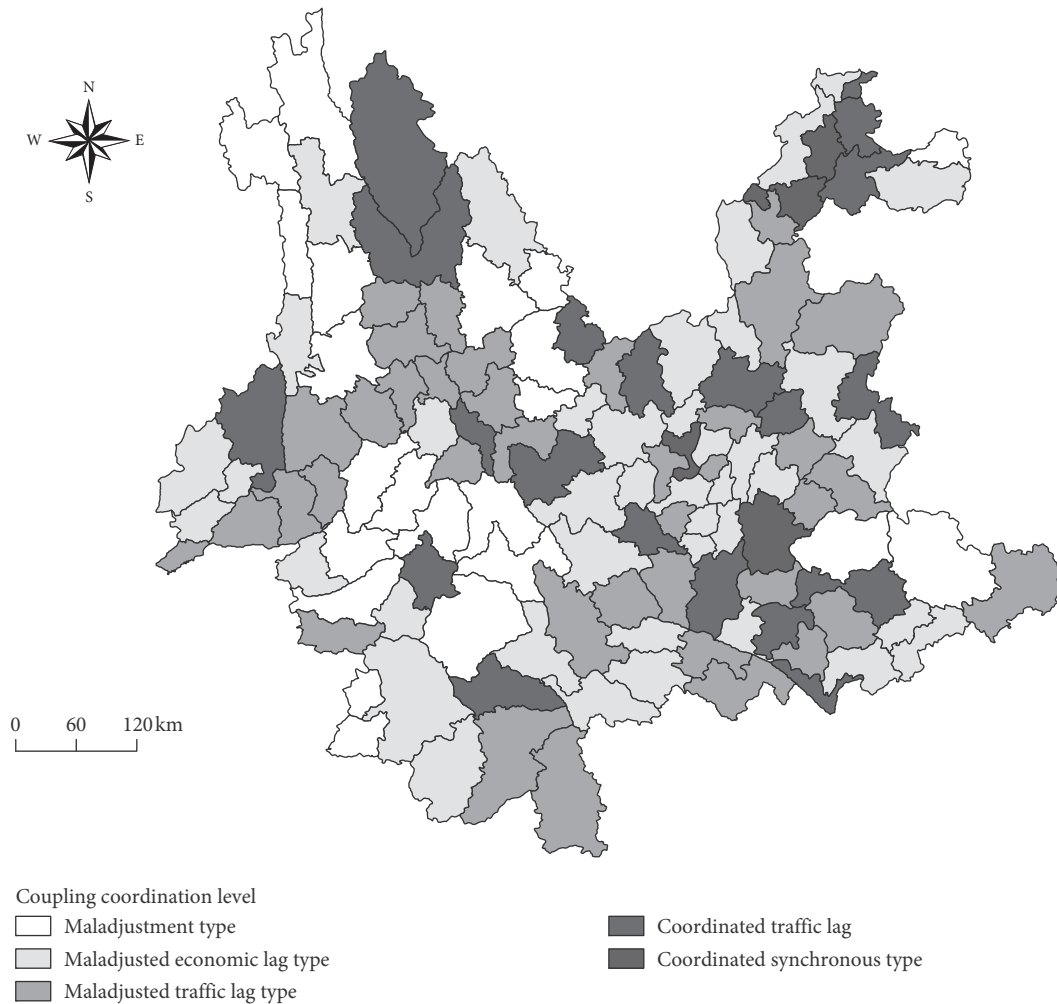 N
W E
S
0 60 120 km
Coupling coordination level
Maladjustment type
Maladjusted economic lag type
Maladjusted traffic lag type
Coordinated traffic lag
Coordinated synchronous type